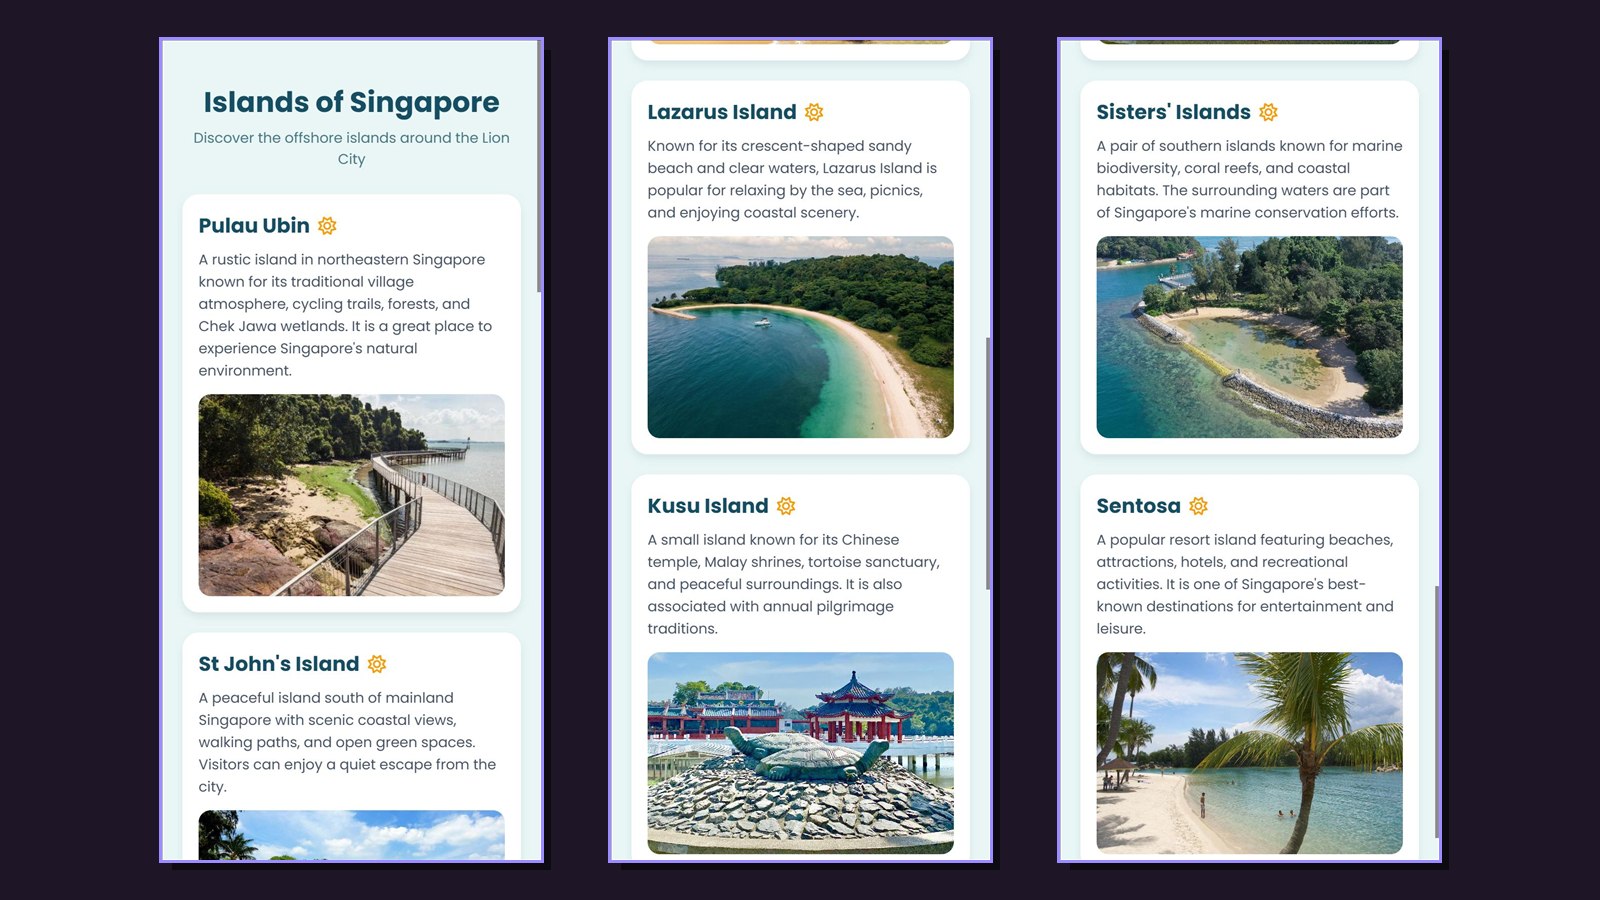 Islands of Singapore
Discover the offshore islands around the Lion
City
Pulau Ubin
A rustic island in northeastern Singapore
known for its traditional village
atmosphere, cycling trails, forests, and
Chek Jawa wetlands. It is a great place to
experience Singapore's natural
environment.
St John's Island
A peaceful island south of mainland
Singapore with scenic coastal views,
walking paths, and open green spaces.
Visitors can enjoy a quiet escape from the
city.
Lazarus Island
Known for its crescent-shaped sandy
beach and clear waters, Lazarus Island is
popular for relaxing by the sea, picnics,
and enjoying coastal scenery.
Kusu Island
A small island known for its Chinese
temple, Malay shrines, tortoise sanctuary,
and peaceful surroundings. It is also
associated with annual pilgrimage
traditions.
Sisters' Islands
A pair of southern islands known for marine
biodiversity, coral reefs, and coastal
habitats. The surrounding waters are part
of Singapore's marine conservation efforts.
Sentosa
A popular resort island featuring beaches,
attractions, hotels, and recreational
activities. It is one of Singapore's best-
known destinations for entertainment and
leisure.